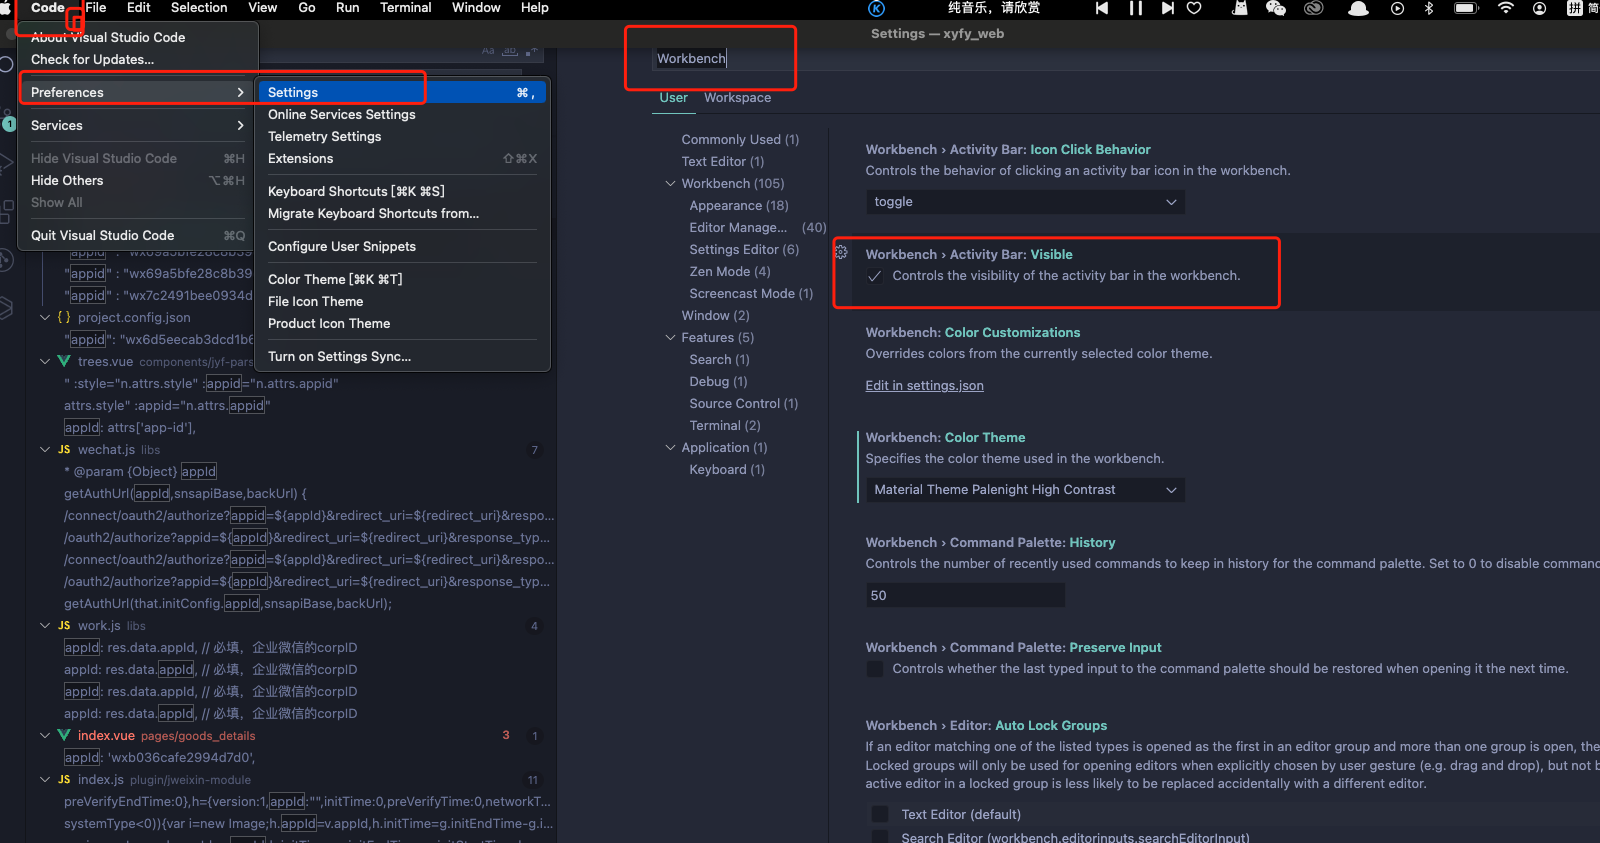 Code File Edit Selection View Go Run Terminal Window Help
纯音乐，请欣赏
拼 简
Settings — xyfy_web
About Visual Studio Code
Check for Updates...
Preferences
Services
Hide Visual Studio Code ⌘H
Hide Others ⌥⌘H
Show All
Quit Visual Studio Code ⌘Q
Settings ⌘ ,
Online Services Settings
Telemetry Settings
Extensions ⇧⌘X
Keyboard Shortcuts [⌘K ⌘S]
Migrate Keyboard Shortcuts from...
Configure User Snippets
Color Theme [⌘K ⌘T]
File Icon Theme
Product Icon Theme
Turn on Settings Sync...
Aa ab
1
"appid" : "wx69a5bfe28c8b39
"appid" : "wx69a5bfe28c8b39
"appid" : "wx7c2491bee0934d
{ } project.config.json
"appid": "wx6d5eecab3dcd1b6
trees.vue components/jyf-pars
" :style="n.attrs.style" :appid="n.attrs.appid"
attrs.style" :appid="n.attrs.appid"
appId: attrs['app-id'],
JS wechat.js libs 7
* @param {Object} appId
getAuthUrl(appId,snsapiBase,backUrl) {
/connect/oauth2/authorize?appid=${appId}&redirect_uri=${redirect_uri}&respo...
/oauth2/authorize?appid=${appId}&redirect_uri=${redirect_uri}&response_typ...
/connect/oauth2/authorize?appid=${appId}&redirect_uri=${redirect_uri}&respo...
/oauth2/authorize?appid=${appId}&redirect_uri=${redirect_uri}&response_typ...
getAuthUrl(that.initConfig.appId,snsapiBase,backUrl);
JS work.js libs 4
appId: res.data.appId, // 必填，企业微信的corpID
appId: res.data.appId, // 必填，企业微信的corpID
appId: res.data.appId, // 必填，企业微信的corpID
appId: res.data.appId, // 必填，企业微信的corpID
index.vue pages/goods_details 3 1
appId: 'wxb036cafe2994d7d0',
JS index.js plugin/jweixin-module 11
preVerifyEndTime:0},h={version:1,appId:"",initTime:0,preVerifyTime:0,networkT...
systemType<0)){var i=new Image;h.appId=v.appId,h.initTime=g.initEndTime-g.i...
Workbench
User Workspace
Commonly Used (1)
Text Editor (1)
Workbench (105)
Appearance (18)
Editor Manage... (40)
Settings Editor (6)
Zen Mode (4)
Screencast Mode (1)
Window (2)
Features (5)
Search (1)
Debug (1)
Source Control (1)
Terminal (2)
Application (1)
Keyboard (1)
Workbench › Activity Bar: Icon Click Behavior
Controls the behavior of clicking an activity bar icon in the workbench.
toggle
Workbench › Activity Bar: Visible
Controls the visibility of the activity bar in the workbench.
Workbench: Color Customizations
Overrides colors from the currently selected color theme.
Edit in settings.json
Workbench: Color Theme
Specifies the color theme used in the workbench.
Material Theme Palenight High Contrast
Workbench › Command Palette: History
Controls the number of recently used commands to keep in history for the command palette. Set to 0 to disable comman
50
Workbench › Command Palette: Preserve Input
Controls whether the last typed input to the command palette should be restored when opening it the next time.
Workbench › Editor: Auto Lock Groups
If an editor matching one of the listed types is opened as the first in an editor group and more than one group is open, the
Locked groups will only be used for opening editors when explicitly chosen by user gesture (e.g. drag and drop), but not b
active editor in a locked group is less likely to be replaced accidentally with a different editor.
Text Editor (default)
Search Editor (workbench.editorinputs.searchEditorInput)